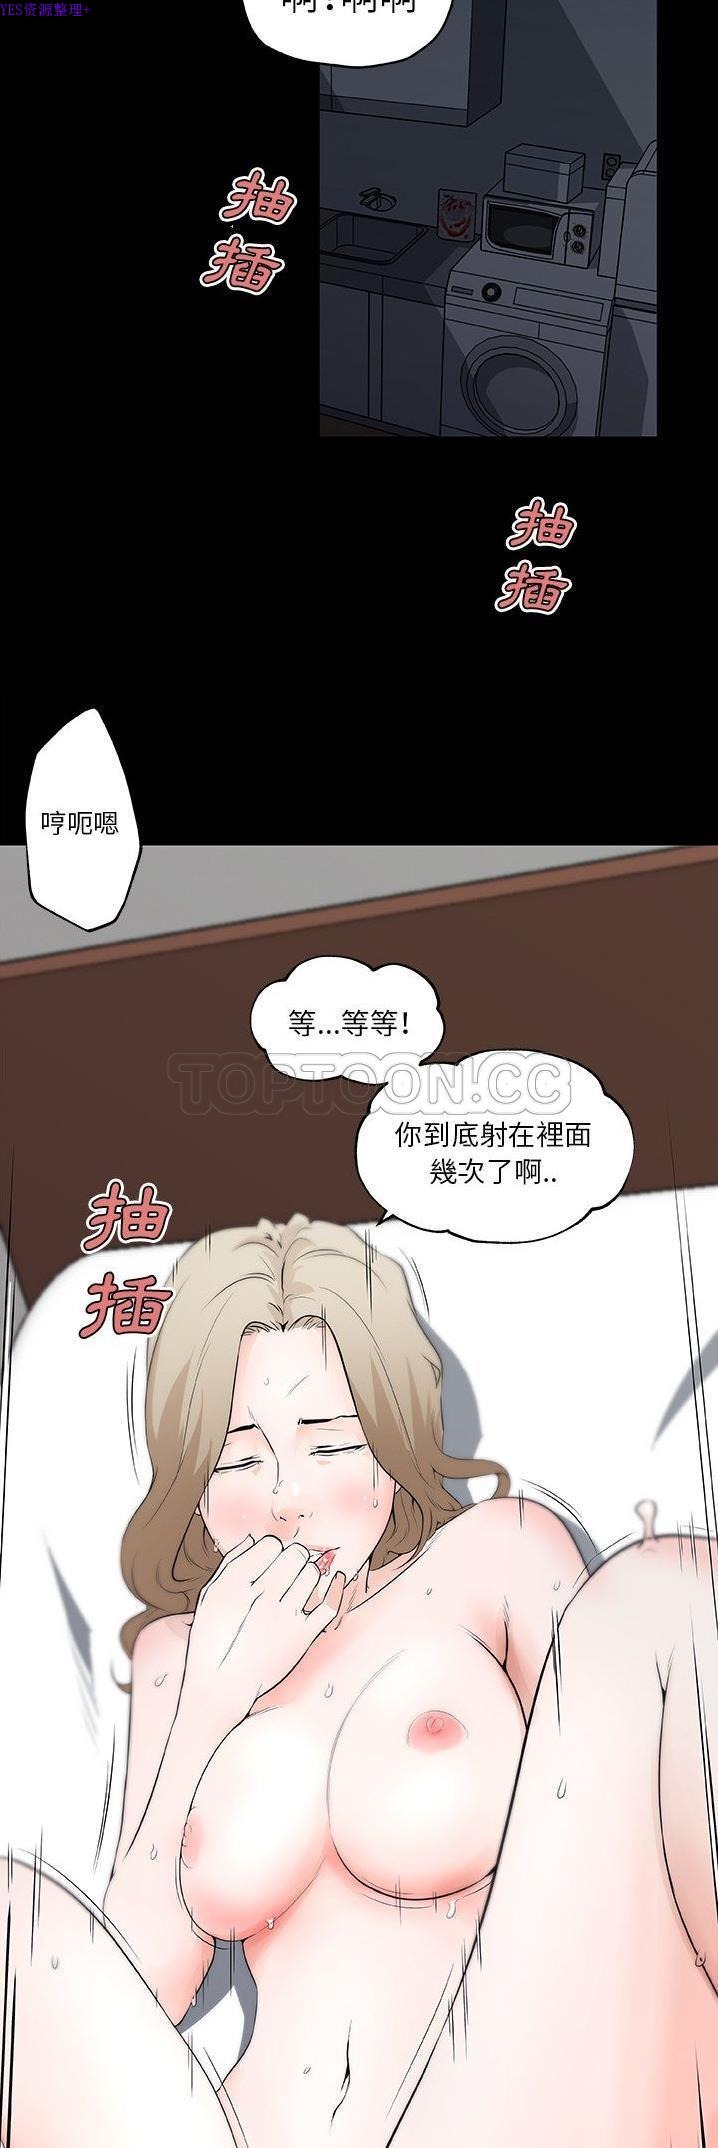 YES资源整理+
啊!啊啊
抽
插
抽
插
哼呃嗯
等...等等!
TOPTOON.CC
你到底射在裡面
幾次了啊..
抽
插